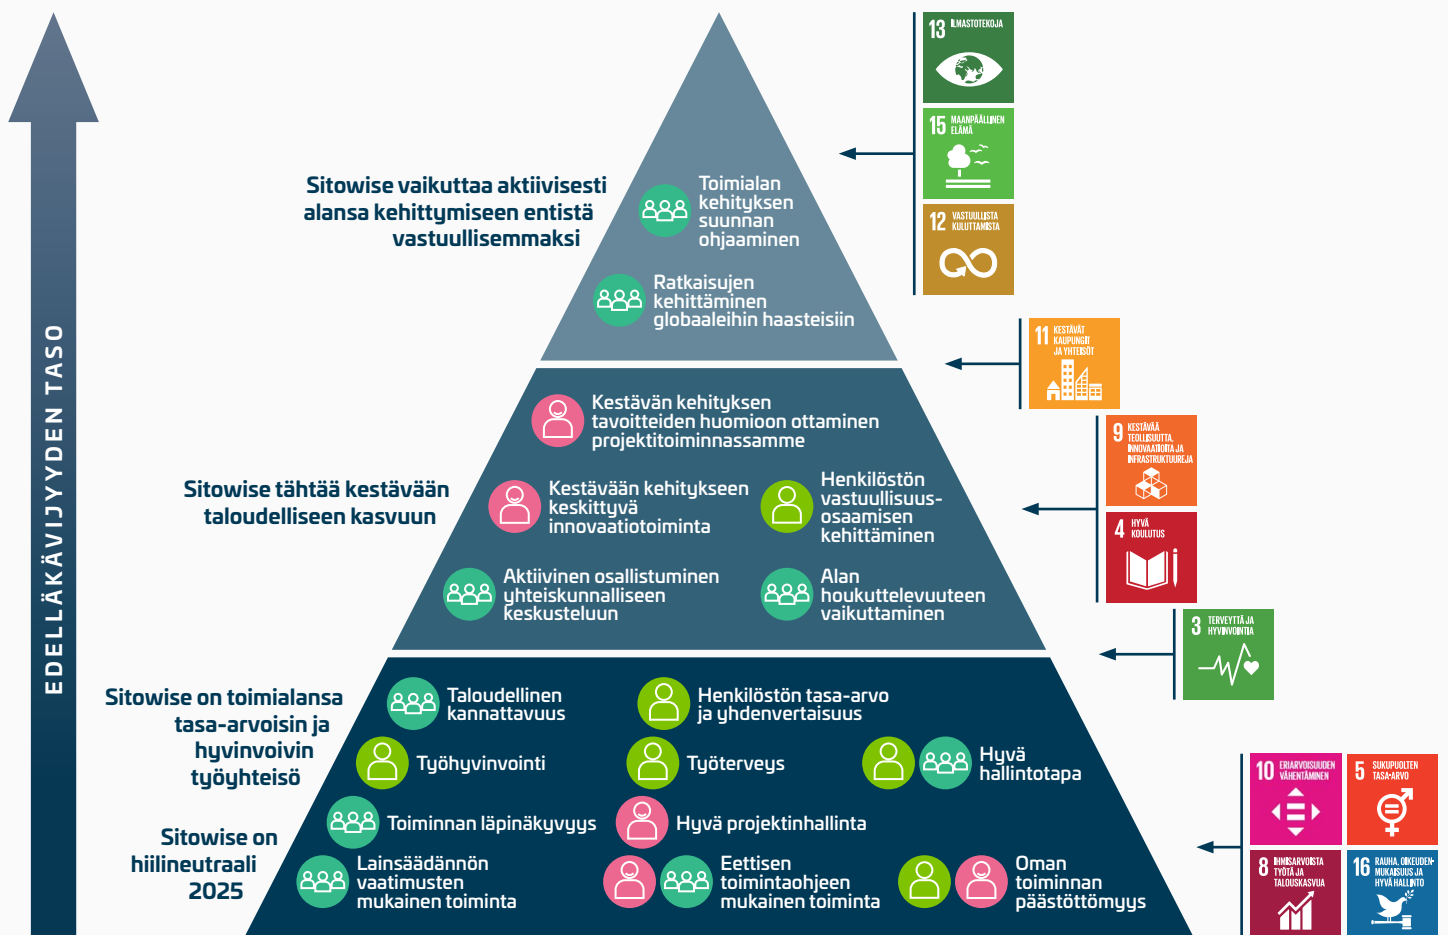 EDELLÄKÄVIJYYDEN TASO
Sitowise vaikuttaa aktiivisesti
alansa kehittymiseen entistä
vastuullisemmaksi
Toimialan
kehityksen
suunnan
ohjaaminen
Ratkaisujen
kehittäminen
globaaleihin haasteisiin
13 ILMASTOTEKOJA
15 MAANPÄÄLLINEN
ELÄMÄ
12 VASTUULLISTA
KULUTTAMISTA
11 KESTÄVÄT
KAUPUNGIT
JA YHTEISÖT
Sitowise tähtää kestävään
taloudelliseen kasvuun
Kestävän kehityksen
tavoitteiden huomioon ottaminen
projektitoiminnassamme
Kestävään kehitykseen
keskittyvä
innovaatiotoiminta
Henkilöstön
vastuullisuus-
osaamisen
kehittäminen
Aktiivinen osallistuminen
yhteiskunnalliseen
keskusteluun
Alan
houkuttelevuuteen
vaikuttaminen
9 KESTÄVÄÄ
TEOLLISUUTTA,
INNOVAATIOITA JA
INFRASTRUKTUUREJA
4 HYVÄ
KOULUTUS
3 TERVEYTTÄ JA
HYVINVOINTIA
Sitowise on toimialansa
tasa-arvoisin ja
hyvinvoivin
työyhteisö
Sitowise on
hiilineutraali
2025
Taloudellinen
kannattavuus
Henkilöstön tasa-arvo
ja yhdenvertaisuus
Työhyvinvointi
Työterveys
Hyvä
hallintotapa
Toiminnan läpinäkyvyys
Hyvä projektinhallinta
Lainsäädännön
vaatimusten
mukainen toiminta
Eettisen
toimintaohjeen
mukainen toiminta
Oman
toiminnan
päästöttömyys
10 ERIARVOISUUDEN
VÄHENTÄMINEN
5 SUKUPUOLTEN
TASA-ARVO
8 IHMISARVOISTA
TYÖTÄ JA
TALOUSKASVUA
16 RAUHA, OIKEUDEN-
MUKAISUUS JA
HYVÄ HALLINTO